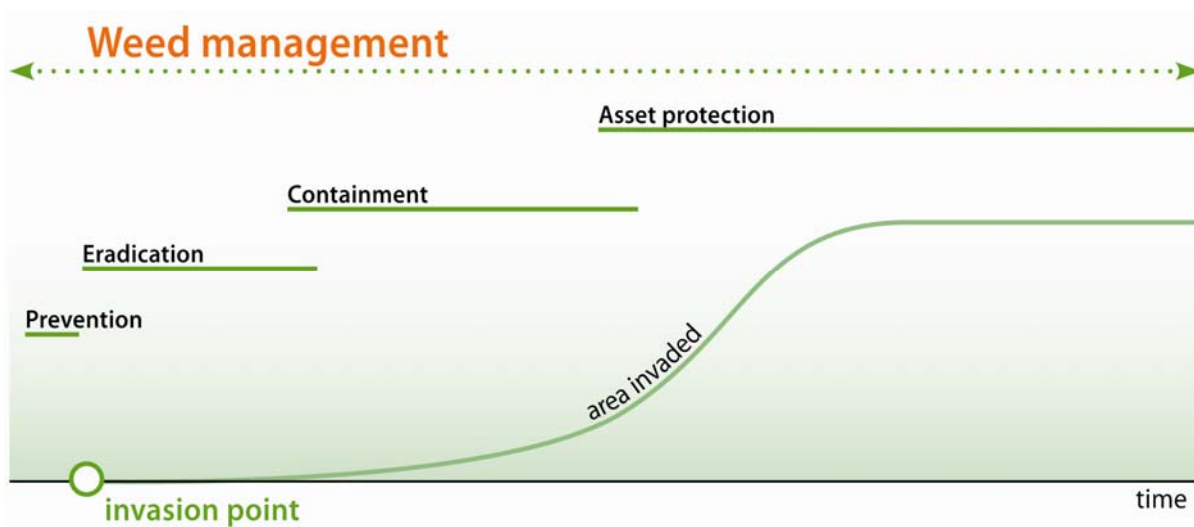 Weed management
Asset protection
Containment
Eradication
Prevention
area invaded
time
invasion point